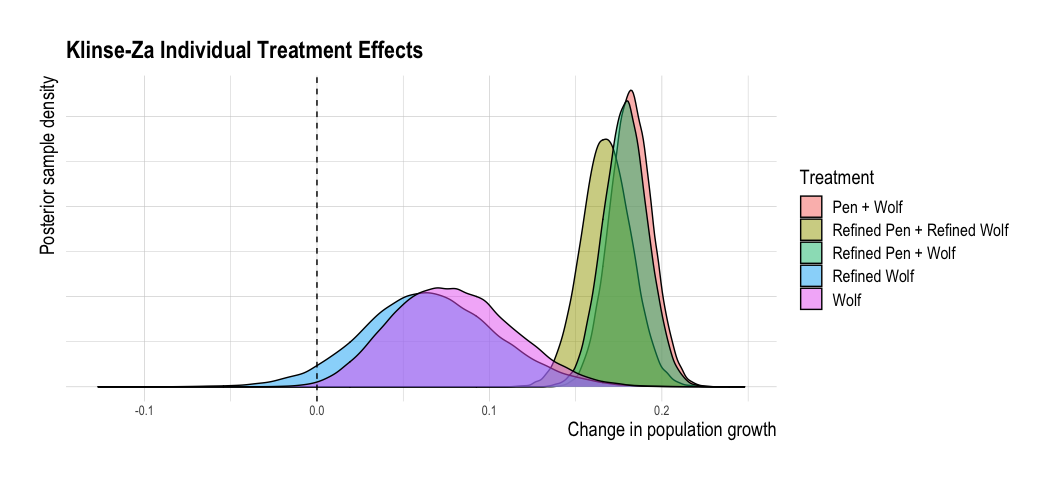 Klinse-Za Individual Treatment Effects
Posterior sample density
-0.1
0.0
0.1
0.2
Change in population growth
Treatment
Pen + Wolf
Refined Pen + Refined Wolf
Refined Pen + Wolf
Refined Wolf
Wolf